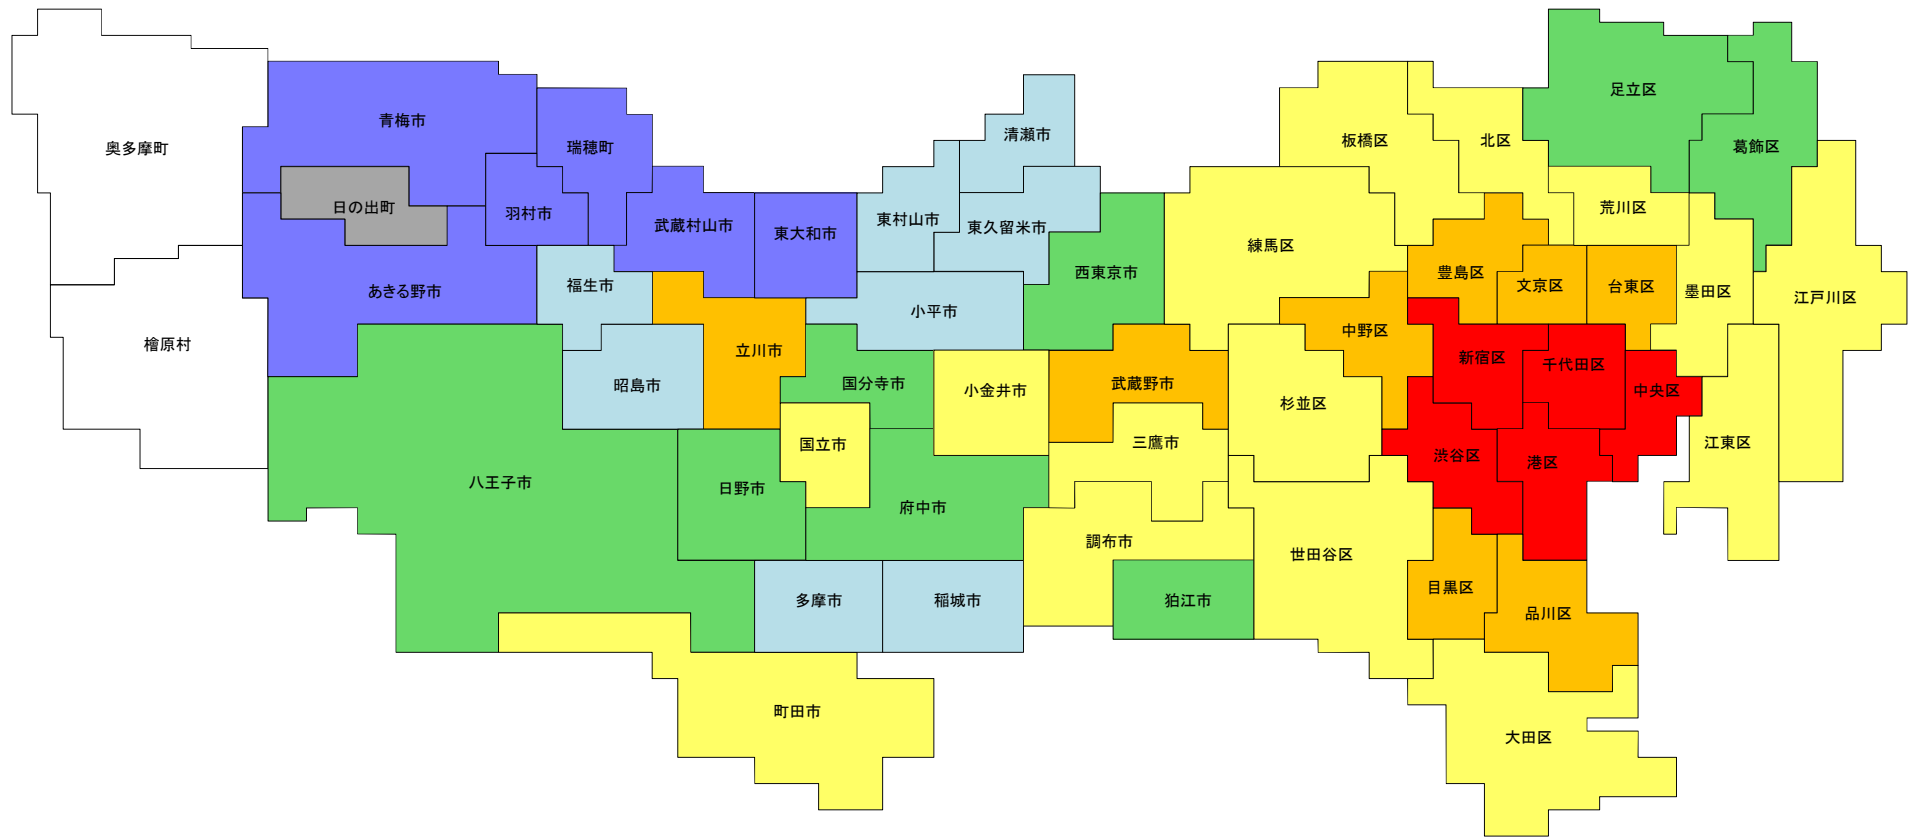 足立区
青梅市
板橋区
北区
清瀬市
奥多摩町
瑞穂町
葛飾区
日の出町
羽村市
荒川区
東村山市
武蔵村山市
東久留米市
東大和市
練馬区
西東京市
豊島区
福生市
文京区
台東区
あきる野市
墨田区
江戸川区
小平市
中野区
檜原村
立川市
新宿区
千代田区
昭島市
国分寺市
小金井市
武蔵野市
中央区
杉並区
国立市
三鷹市
江東区
渋谷区
港区
八王子市
日野市
府中市
調布市
世田谷区
目黒区
多摩市
稲城市
狛江市
品川区
町田市
大田区